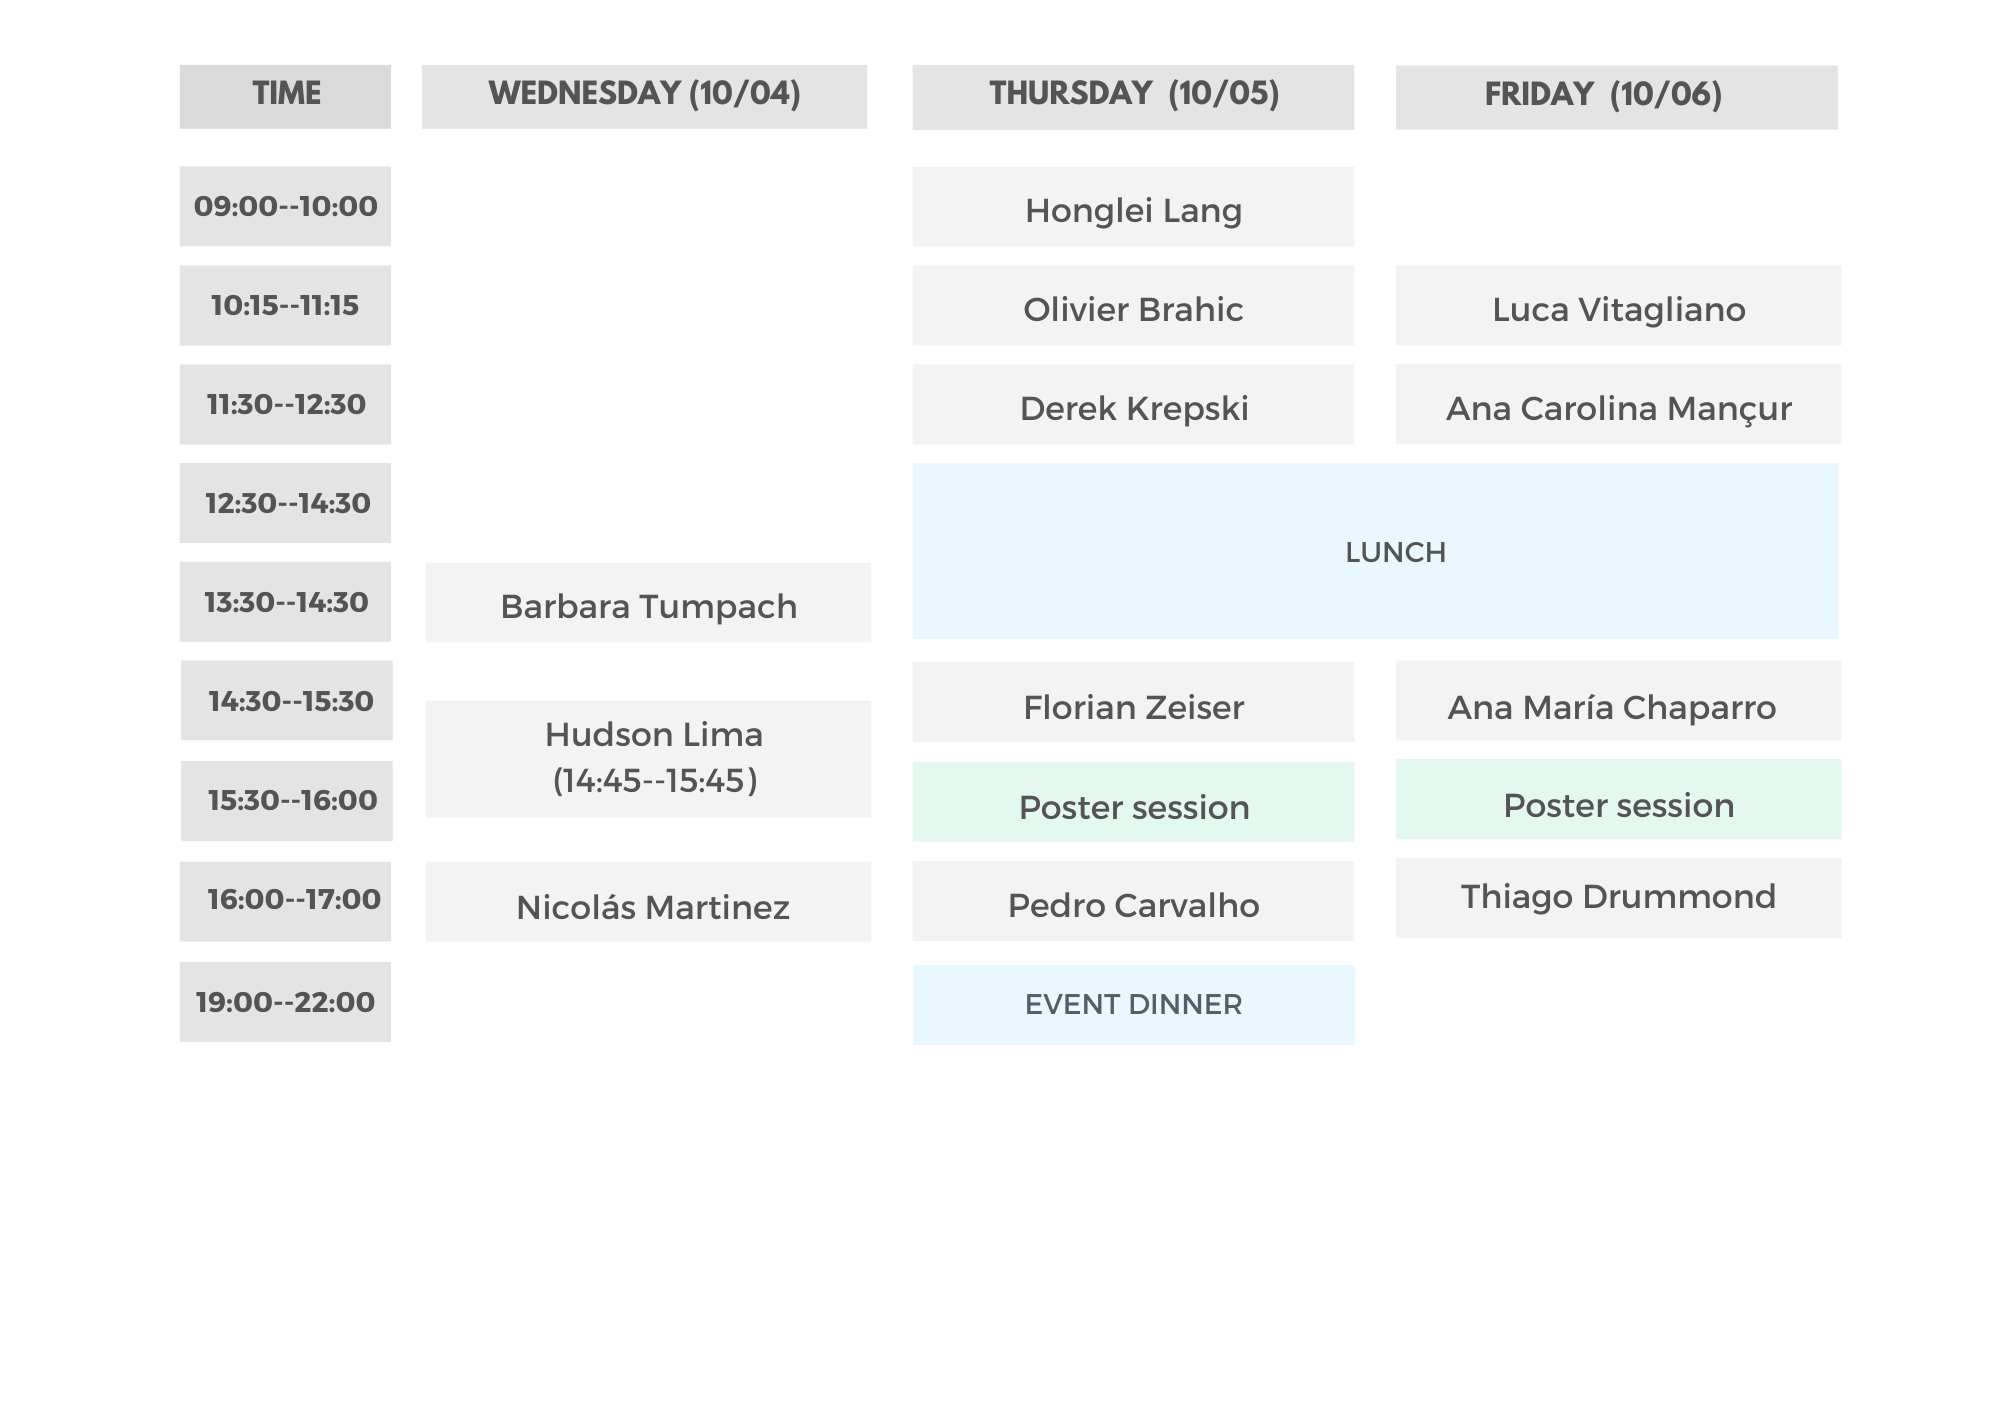 TIME WEDNESDAY (10/04) THURSDAY (10/05) FRIDAY (10/06)
09:00--10:00 Honglei Lang
10:15--11:15 Olivier Brahic Luca Vitagliano
11:30--12:30 Derek Krepski Ana Carolina Mançur
12:30--14:30
LUNCH
13:30--14:30 Barbara Tumpach
14:30--15:30 Florian Zeiser Ana María Chaparro
Hudson Lima
(14:45--15:45)
15:30--16:00 Poster session Poster session
16:00--17:00 Nicolás Martinez Pedro Carvalho Thiago Drummond
19:00--22:00 EVENT DINNER